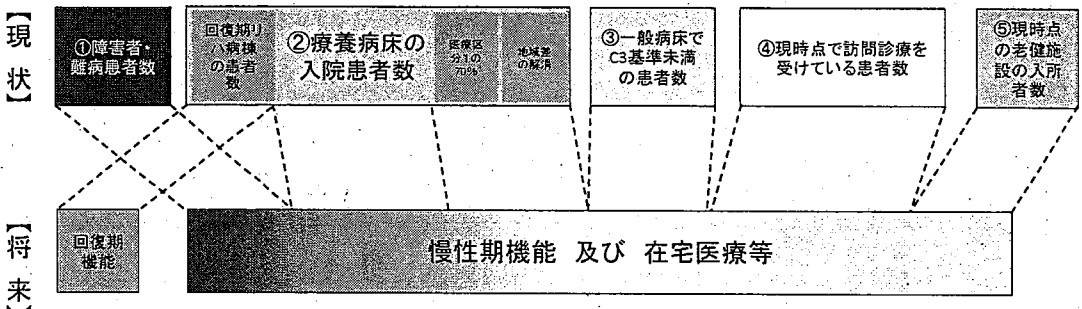 【現状】
①障害者・
難病患者数
回復期リ
ハ病棟
の患者
数
②療養病床の
入院患者数
医療区
分1の
70%
地域差
の解消
③一般病床で
C3基準未満
の患者数
④現時点で訪問診療を
受けている患者数
⑤現時点
の老健施
設の入所
者数
【将来】
回復期
機能
慢性期機能 及び 在宅医療等